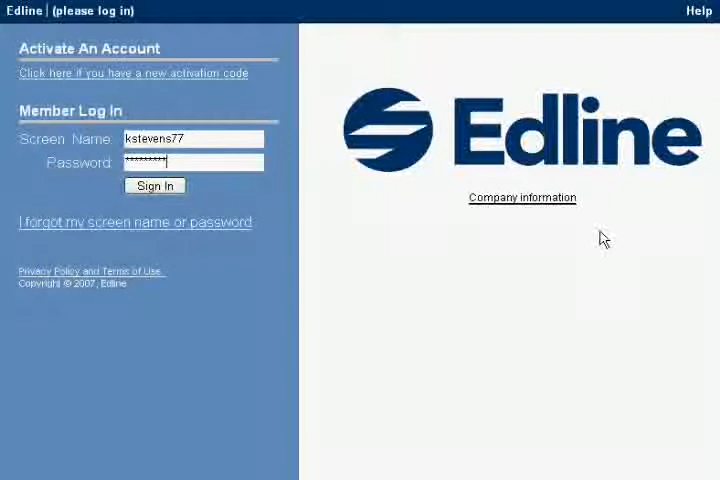 Edline | (please log in)
Help
Activate An Account
Click here if you have a new activation code
Member Log In
Screen Name:
kstevens77
Password:
*********
Sign In
I forgot my screen name or password
Privacy Policy and Terms of Use
Copyright © 2007, Edline
Edline
Company information